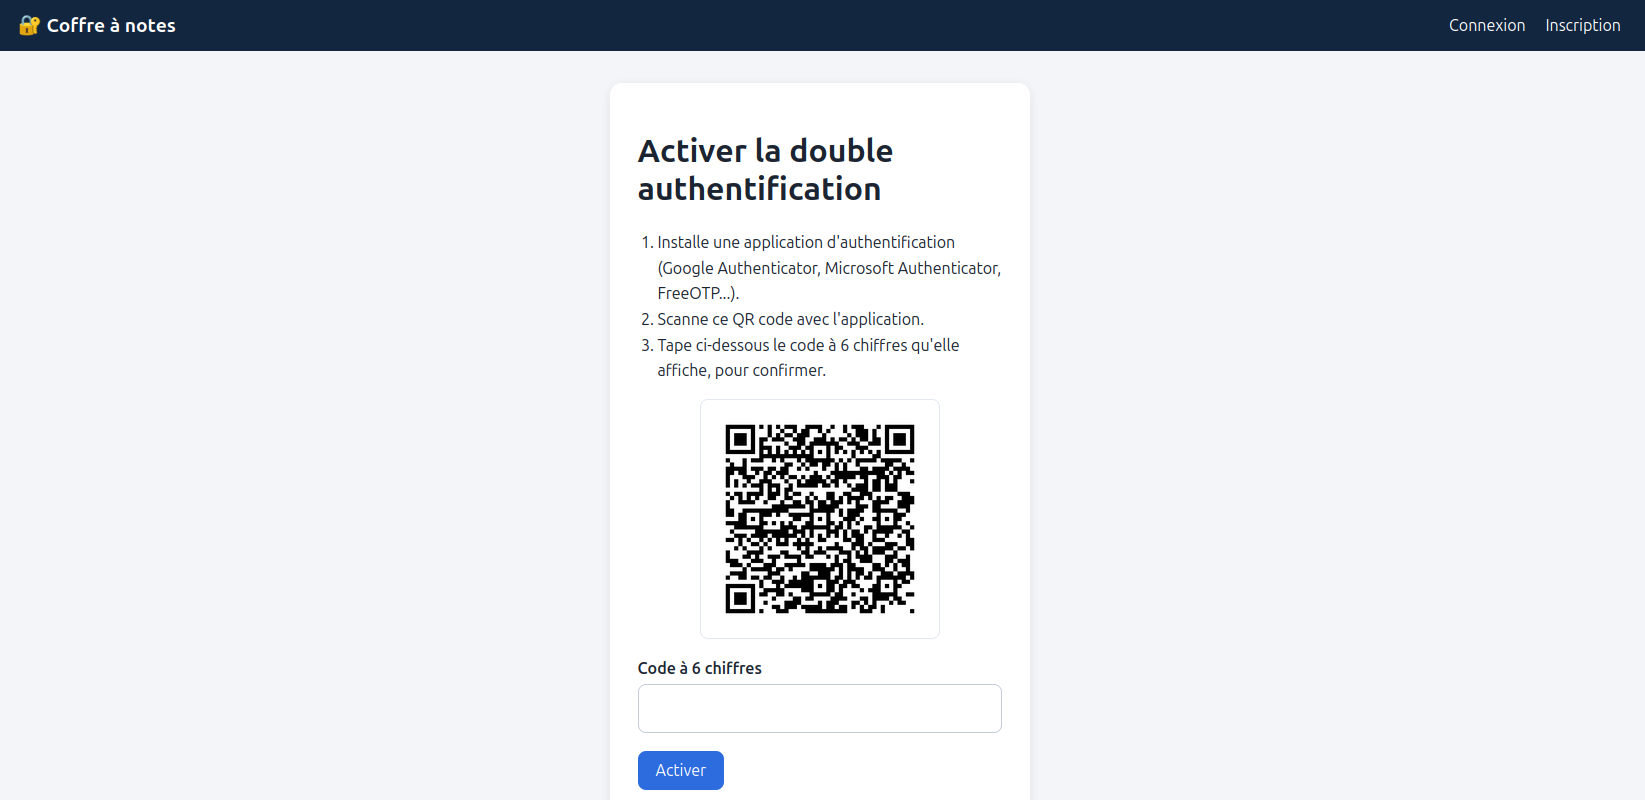 🔐 Coffre à notes
Connexion
Inscription
Activer la double
authentification
1. Installe une application d'authentification
(Google Authenticator, Microsoft Authenticator,
FreeOTP...).
2. Scanne ce QR code avec l'application.
3. Tape ci-dessous le code à 6 chiffres qu'elle
affiche, pour confirmer.
Code à 6 chiffres
Activer